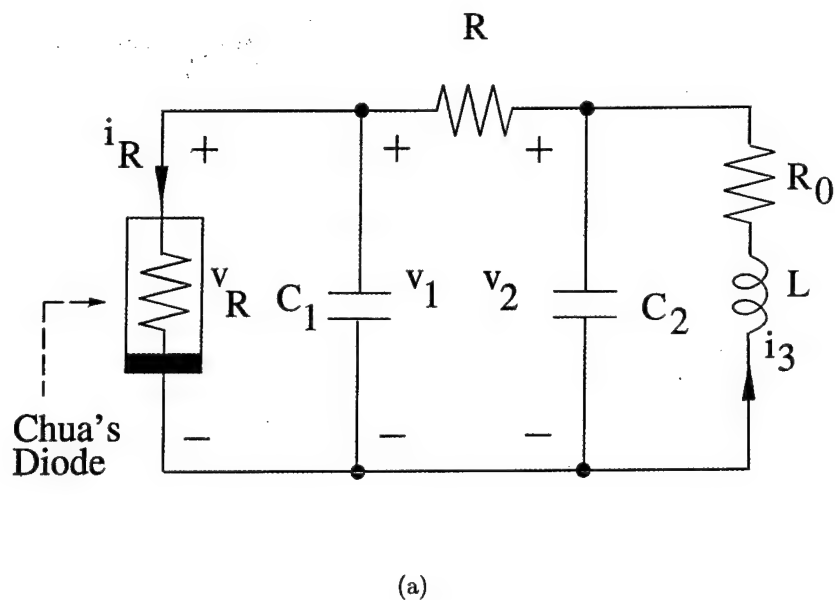 R
i_R
+
+
+
R_0
v_R
C_1
v_1
v_2
C_2
L
i_3
Chua's
Diode
−
−
−
(a)